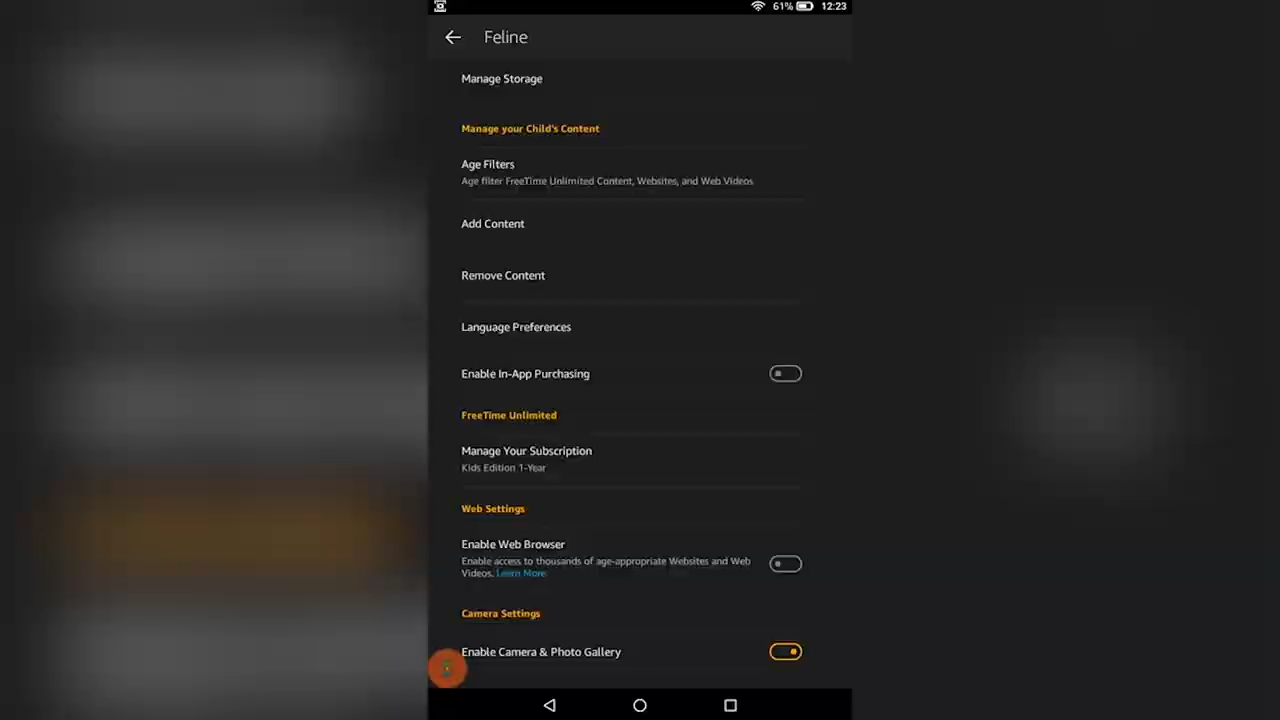 61% 12:23
Feline
Manage Storage
Manage your Child's Content
Age Filters
Age filter FreeTime Unlimited Content, Websites, and Web Videos
Add Content
Remove Content
Language Preferences
Enable In-App Purchasing
FreeTime Unlimited
Manage Your Subscription
Kids Edition 1-Year
Web Settings
Enable Web Browser
Enable access to thousands of age-appropriate Websites and Web
Videos. Learn More
Camera Settings
Enable Camera & Photo Gallery